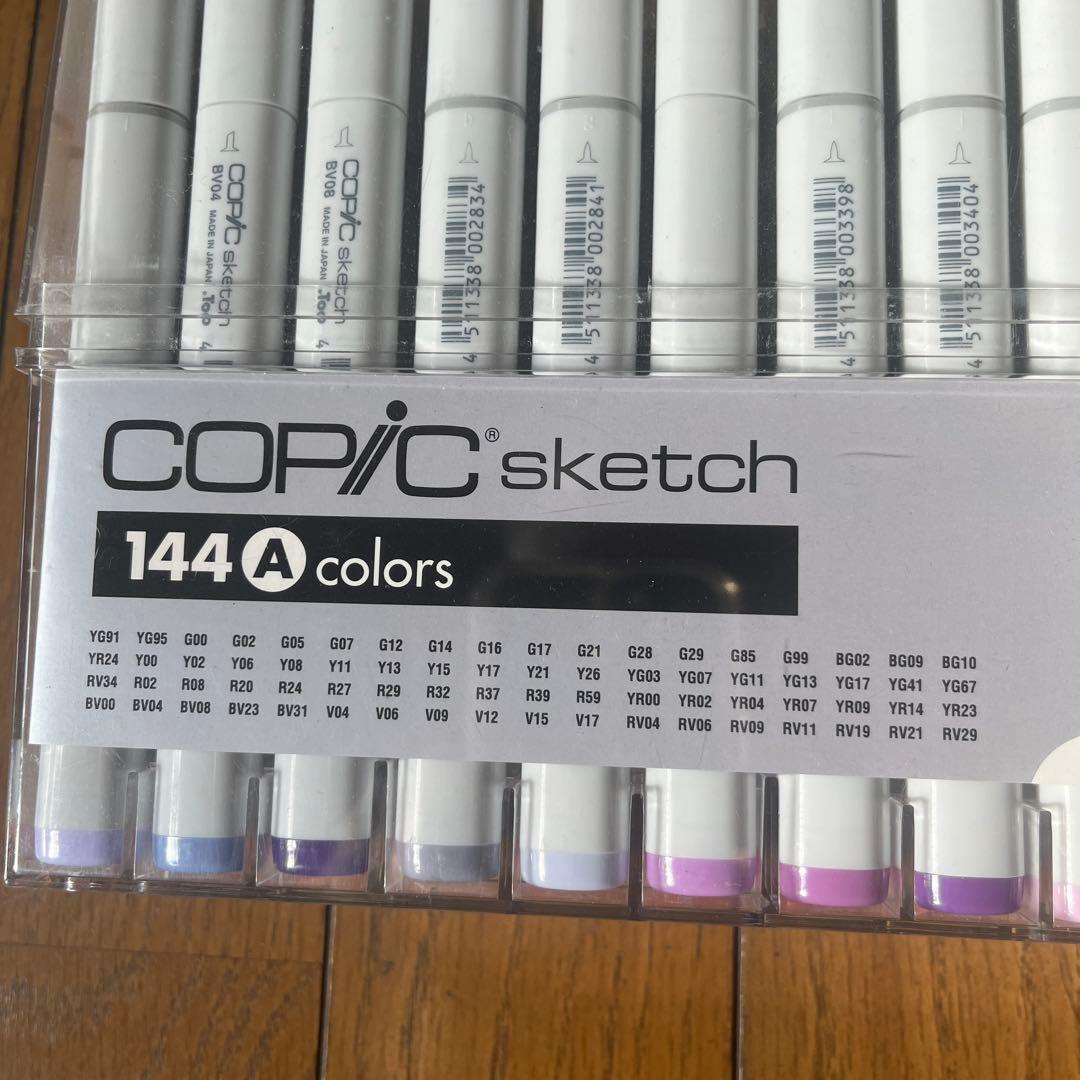 COPiC sketch
BV04 MADE IN JAPAN .Too
COPiC sketch
BV08 MADE IN JAPAN .Too
4 511338 002834
4 511338 002841
4 511338 003398
4 511338 003404
COPiC® sketch
144 A colors
YG91 YG95 G00 G02 G05 G07 G12 G14 G16 G17 G21 G28 G29 G85 G99 BG02 BG09 BG10
YR24 Y00 Y02 Y06 Y08 Y11 Y13 Y15 Y17 Y21 Y26 YG03 YG07 YG11 YG13 YG17 YG41 YG67
RV34 R02 R08 R20 R24 R27 R29 R32 R37 R39 R59 YR00 YR02 YR04 YR07 YR09 YR14 YR23
BV00 BV04 BV08 BV23 BV31 V04 V06 V09 V12 V15 V17 RV04 RV06 RV09 RV11 RV19 RV21 RV29